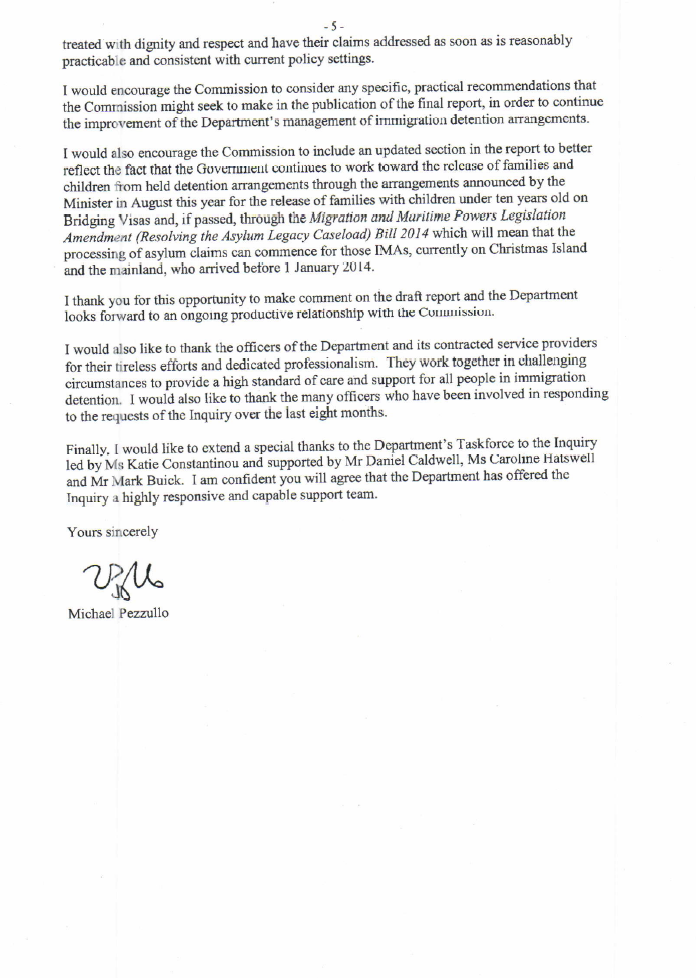 - 5 -
treated with dignity and respect and have their claims addressed as soon as is reasonably
practicable and consistent with current policy settings.
I would encourage the Commission to consider any specific, practical recommendations that
the Commission might seek to make in the publication of the final report, in order to continue
the improvement of the Department's management of immigration detention arrangements.
I would also encourage the Commission to include an updated section in the report to better
reflect the fact that the Government continues to work toward the release of families and
children from held detention arrangements through the arrangements announced by the
Minister in August this year for the release of families with children under ten years old on
Bridging Visas and, if passed, through the Migration and Maritime Powers Legislation
Amendment (Resolving the Asylum Legacy Caseload) Bill 2014 which will mean that the
processing of asylum claims can commence for those IMAs, currently on Christmas Island
and the mainland, who arrived before 1 January 2014.
I thank you for this opportunity to make comment on the draft report and the Department
looks forward to an ongoing productive relationship with the Commission.
I would also like to thank the officers of the Department and its contracted service providers
for their tireless efforts and dedicated professionalism. They work together in challenging
circumstances to provide a high standard of care and support for all people in immigration
detention. I would also like to thank the many officers who have been involved in responding
to the requests of the Inquiry over the last eight months.
Finally, I would like to extend a special thanks to the Department's Taskforce to the Inquiry
led by Ms Katie Constantinou and supported by Mr Daniel Caldwell, Ms Caroline Hatswell
and Mr Mark Buick. I am confident you will agree that the Department has offered the
Inquiry a highly responsive and capable support team.
Yours sincerely
Michael Pezzullo